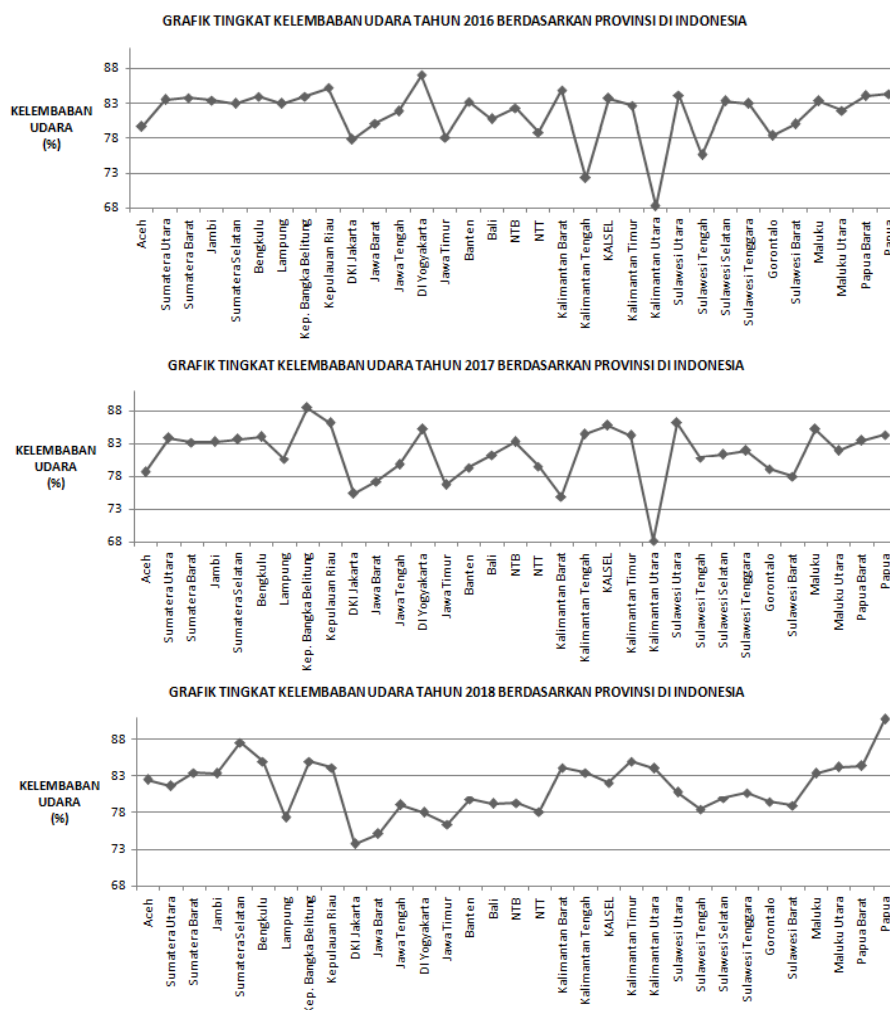 GRAFIK TINGKAT KELEMBABAN UDARA TAHUN 2016 BERDASARKAN PROVINSI DI INDONESIA
KELEMBABAN
UDARA
(%)
88
83
78
73
68
Aceh
Sumatera Utara
Sumatera Barat
Jambi
Sumatera Selatan
Bengkulu
Lampung
Kep. Bangka Belitung
Kepulauan Riau
DKI Jakarta
Jawa Barat
Jawa Tengah
DI Yogyakarta
Jawa Timur
Banten
Bali
NTB
NTT
Kalimantan Barat
Kalimantan Tengah
KALSEL
Kalimantan Timur
Kalimantan Utara
Sulawesi Utara
Sulawesi Tengah
Sulawesi Selatan
Sulawesi Tenggara
Gorontalo
Sulawesi Barat
Maluku
Maluku Utara
Papua Barat
Papua
GRAFIK TINGKAT KELEMBABAN UDARA TAHUN 2017 BERDASARKAN PROVINSI DI INDONESIA
KELEMBABAN
UDARA
(%)
88
83
78
73
68
Aceh
Sumatera Utara
Sumatera Barat
Jambi
Sumatera Selatan
Bengkulu
Lampung
Kep. Bangka Belitung
Kepulauan Riau
DKI Jakarta
Jawa Barat
Jawa Tengah
DI Yogyakarta
Jawa Timur
Banten
Bali
NTB
NTT
Kalimantan Barat
Kalimantan Tengah
KALSEL
Kalimantan Timur
Kalimantan Utara
Sulawesi Utara
Sulawesi Tengah
Sulawesi Selatan
Sulawesi Tenggara
Gorontalo
Sulawesi Barat
Maluku
Maluku Utara
Papua Barat
Papua
GRAFIK TINGKAT KELEMBABAN UDARA TAHUN 2018 BERDASARKAN PROVINSI DI INDONESIA
KELEMBABAN
UDARA
(%)
88
83
78
73
68
Aceh
Sumatera Utara
Sumatera Barat
Jambi
Sumatera Selatan
Bengkulu
Lampung
Kep. Bangka Belitung
Kepulauan Riau
DKI Jakarta
Jawa Barat
Jawa Tengah
DI Yogyakarta
Jawa Timur
Banten
Bali
NTB
NTT
Kalimantan Barat
Kalimantan Tengah
KALSEL
Kalimantan Timur
Kalimantan Utara
Sulawesi Utara
Sulawesi Tengah
Sulawesi Selatan
Sulawesi Tenggara
Gorontalo
Sulawesi Barat
Maluku
Maluku Utara
Papua Barat
Papua